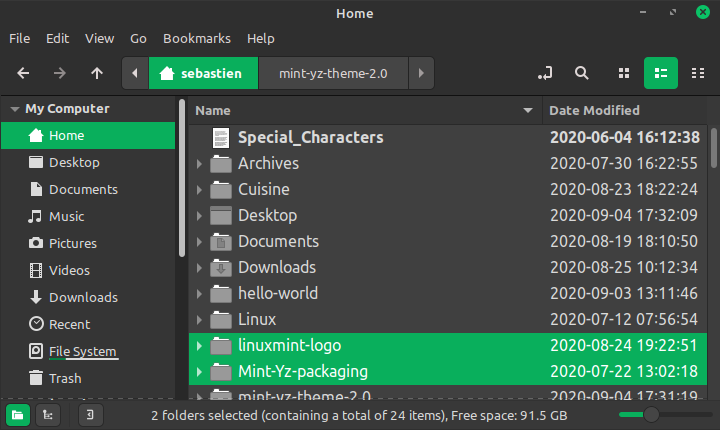 Home
File Edit View Go Bookmarks Help
sebastien mint-yz-theme-2.0
My Computer
Home
Desktop
Documents
Music
Pictures
Videos
Downloads
Recent
File System
Trash
Name Date Modified
Special_Characters 2020-06-04 16:12:38
Archives 2020-07-30 16:22:55
Cuisine 2020-08-23 18:22:24
Desktop 2020-09-04 17:32:09
Documents 2020-08-19 18:10:50
Downloads 2020-08-25 10:12:34
hello-world 2020-09-03 13:11:46
Linux 2020-07-12 07:56:54
linuxmint-logo 2020-08-24 19:22:51
Mint-Yz-packaging 2020-07-22 13:02:18
mint-yz-theme-2.0 2020-09-04 17:31:19
2 folders selected (containing a total of 24 items), Free space: 91.5 GB